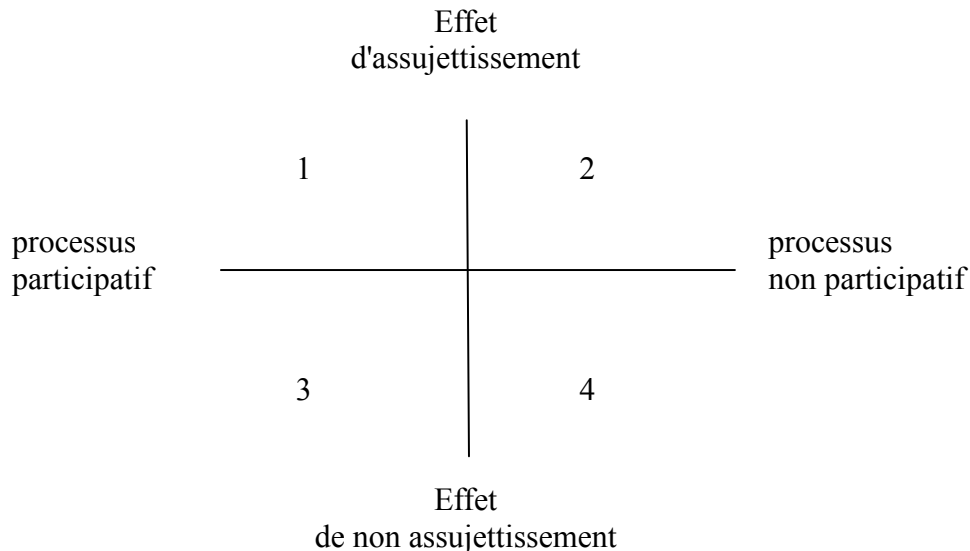 Effet
d'assujettissement
1
2
processus
participatif
processus
non participatif
3
4
Effet
de non assujettissement